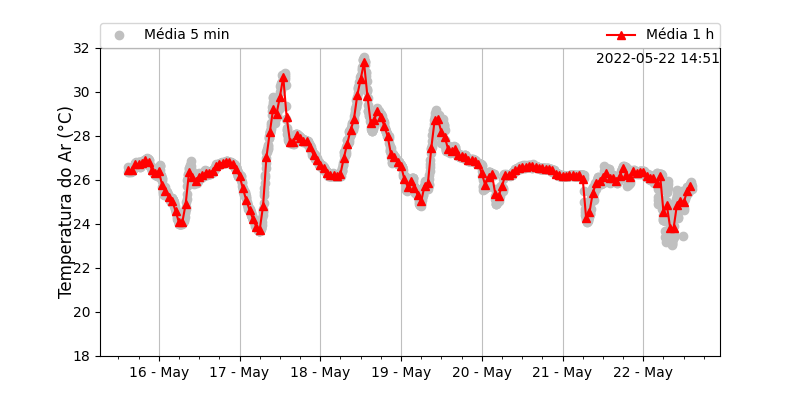 Média 5 min
Média 1 h
2022-05-22 14:51
Temperatura do Ar (°C)
32
30
28
26
24
22
20
18
16 - May
17 - May
18 - May
19 - May
20 - May
21 - May
22 - May